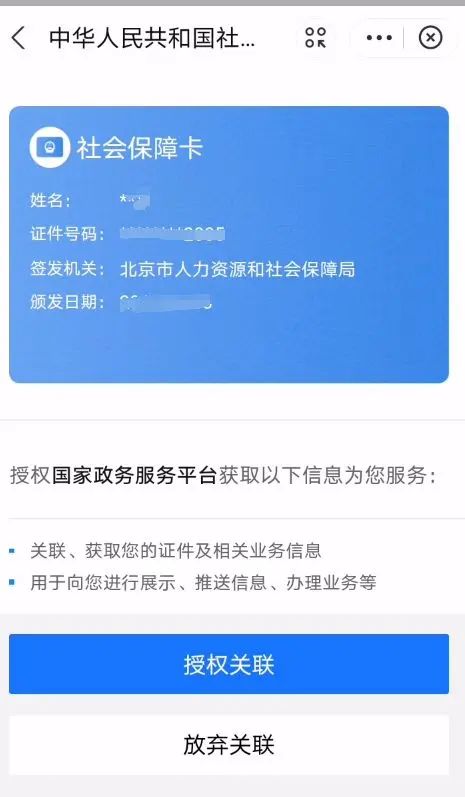 中华人民共和国社...
社会保障卡
姓名：
证件号码：
签发机关： 北京市人力资源和社会保障局
颁发日期：
授权国家政务服务平台获取以下信息为您服务：
关联、获取您的证件及相关业务信息
用于向您进行展示、推送信息、办理业务等
授权关联
放弃关联